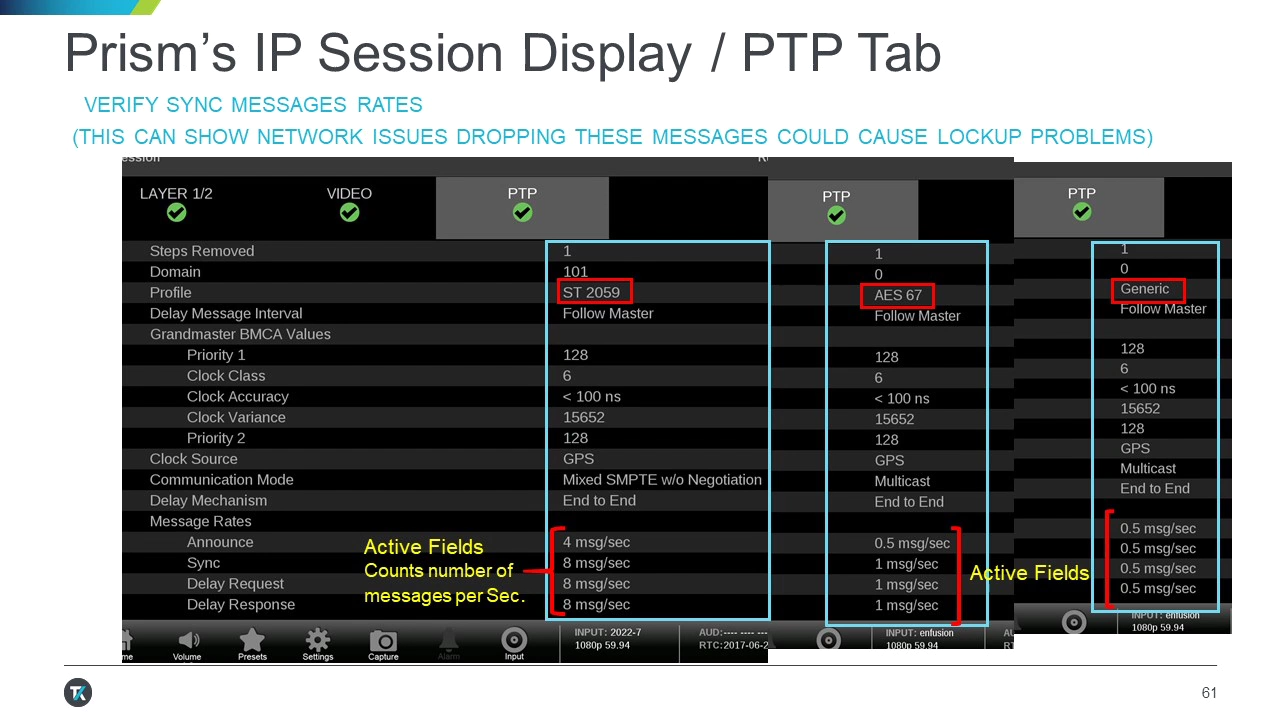 Prism’s IP Session Display / PTP Tab
VERIFY SYNC MESSAGES RATES
(THIS CAN SHOW NETWORK ISSUES DROPPING THESE MESSAGES COULD CAUSE LOCKUP PROBLEMS)
LAYER 1/2 VIDEO PTP PTP PTP
Steps Removed 1 1 1
Domain 101 0 0
Profile ST 2059 AES 67 Generic
Delay Message Interval Follow Master Follow Master Follow Master
Grandmaster BMCA Values
Priority 1 128 128 128
Clock Class 6 6 6
Clock Accuracy < 100 ns < 100 ns < 100 ns
Clock Variance 15652 15652 15652
Priority 2 128 128 128
Clock Source GPS GPS GPS
Communication Mode Mixed SMPTE w/o Negotiation Multicast Multicast
Delay Mechanism End to End End to End End to End
Message Rates
Announce 4 msg/sec 0.5 msg/sec 0.5 msg/sec
Sync 8 msg/sec 1 msg/sec 0.5 msg/sec
Delay Request 8 msg/sec 1 msg/sec 0.5 msg/sec
Delay Response 8 msg/sec 1 msg/sec 0.5 msg/sec
Active Fields
Counts number of
messages per Sec.
Active Fields
Volume Presets Settings Capture Alarm Input
INPUT: 2022-7
1080p 59.94
AUD:---- ---- ---
RTC:2017-06-2
INPUT: enfusion
1080p 59.94
INPUT: enfusion
1080p 59.94
61